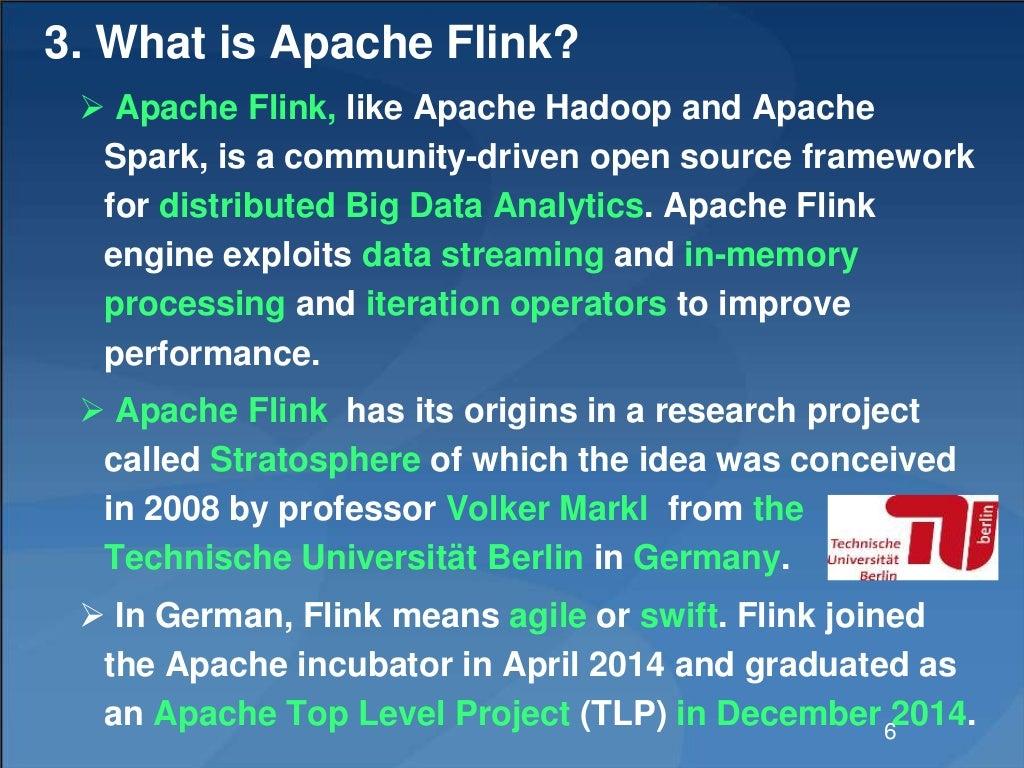 3. What is Apache Flink?
➢ Apache Flink, like Apache Hadoop and Apache
Spark, is a community-driven open source framework
for distributed Big Data Analytics. Apache Flink
engine exploits data streaming and in-memory
processing and iteration operators to improve
performance.
➢ Apache Flink has its origins in a research project
called Stratosphere of which the idea was conceived
in 2008 by professor Volker Markl from the
Technische Universität Berlin in Germany.
Technische
Universität
Berlin
berlin
➢ In German, Flink means agile or swift. Flink joined
the Apache incubator in April 2014 and graduated as
an Apache Top Level Project (TLP) in December 2014.
6